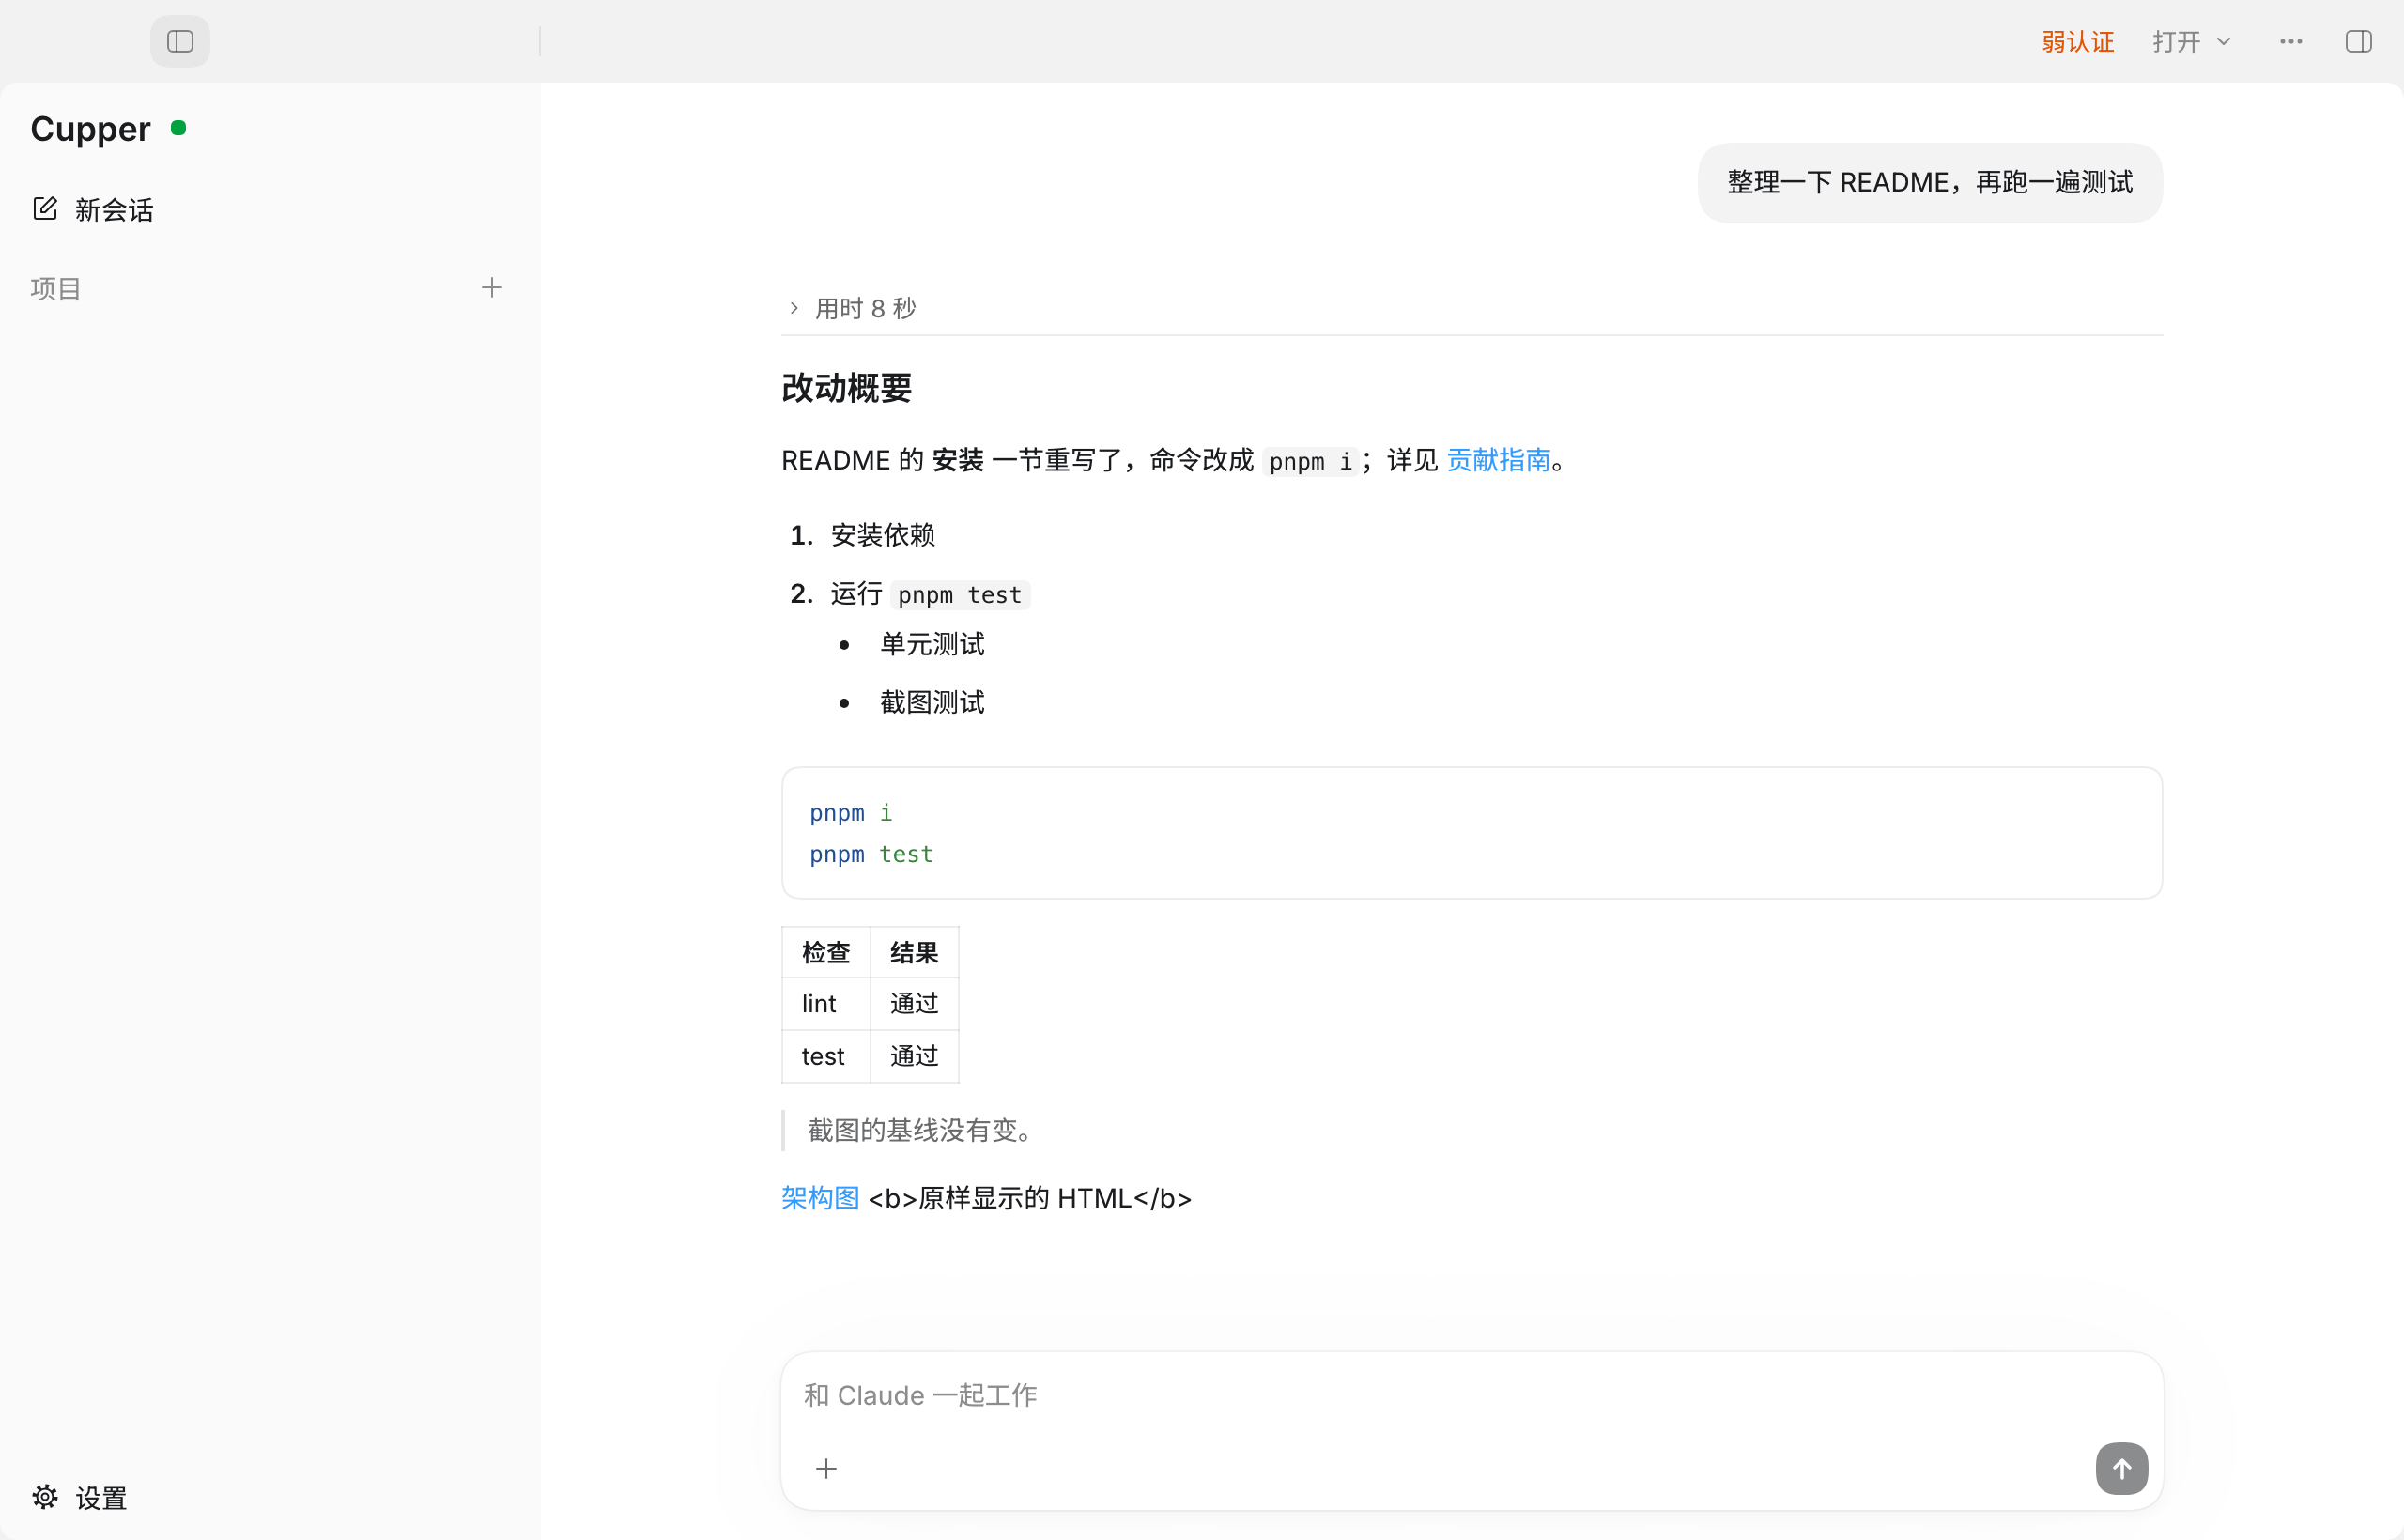 弱认证 打开
Cupper
新会话
项目
整理一下 README，再跑一遍测试
用时 8 秒
改动概要
README 的 安装 一节重写了，命令改成 pnpm i；详见 贡献指南。
1. 安装依赖
2. 运行 pnpm test
• 单元测试
• 截图测试
pnpm i
pnpm test
检查 结果
lint 通过
test 通过
截图的基线没有变。
架构图 <b>原样显示的 HTML</b>
和 Claude 一起工作
设置